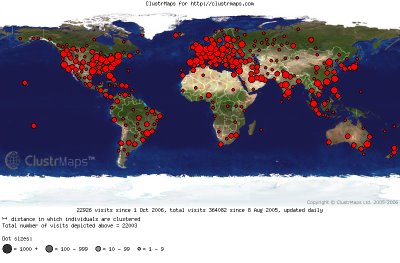 ClustrMaps for http://clustrmaps.com
ClustrMaps™
Copyright © ClustrMaps Ltd. 2005-2006
22926 visits since 1 Oct 2006, total visits 364082 since 8 Aug 2005, updated daily
distance in which individuals are clustered
Total number of visits depicted above = 22003
Dot sizes:
= 1000 + = 100 - 999 = 10 - 99 = 1 - 9